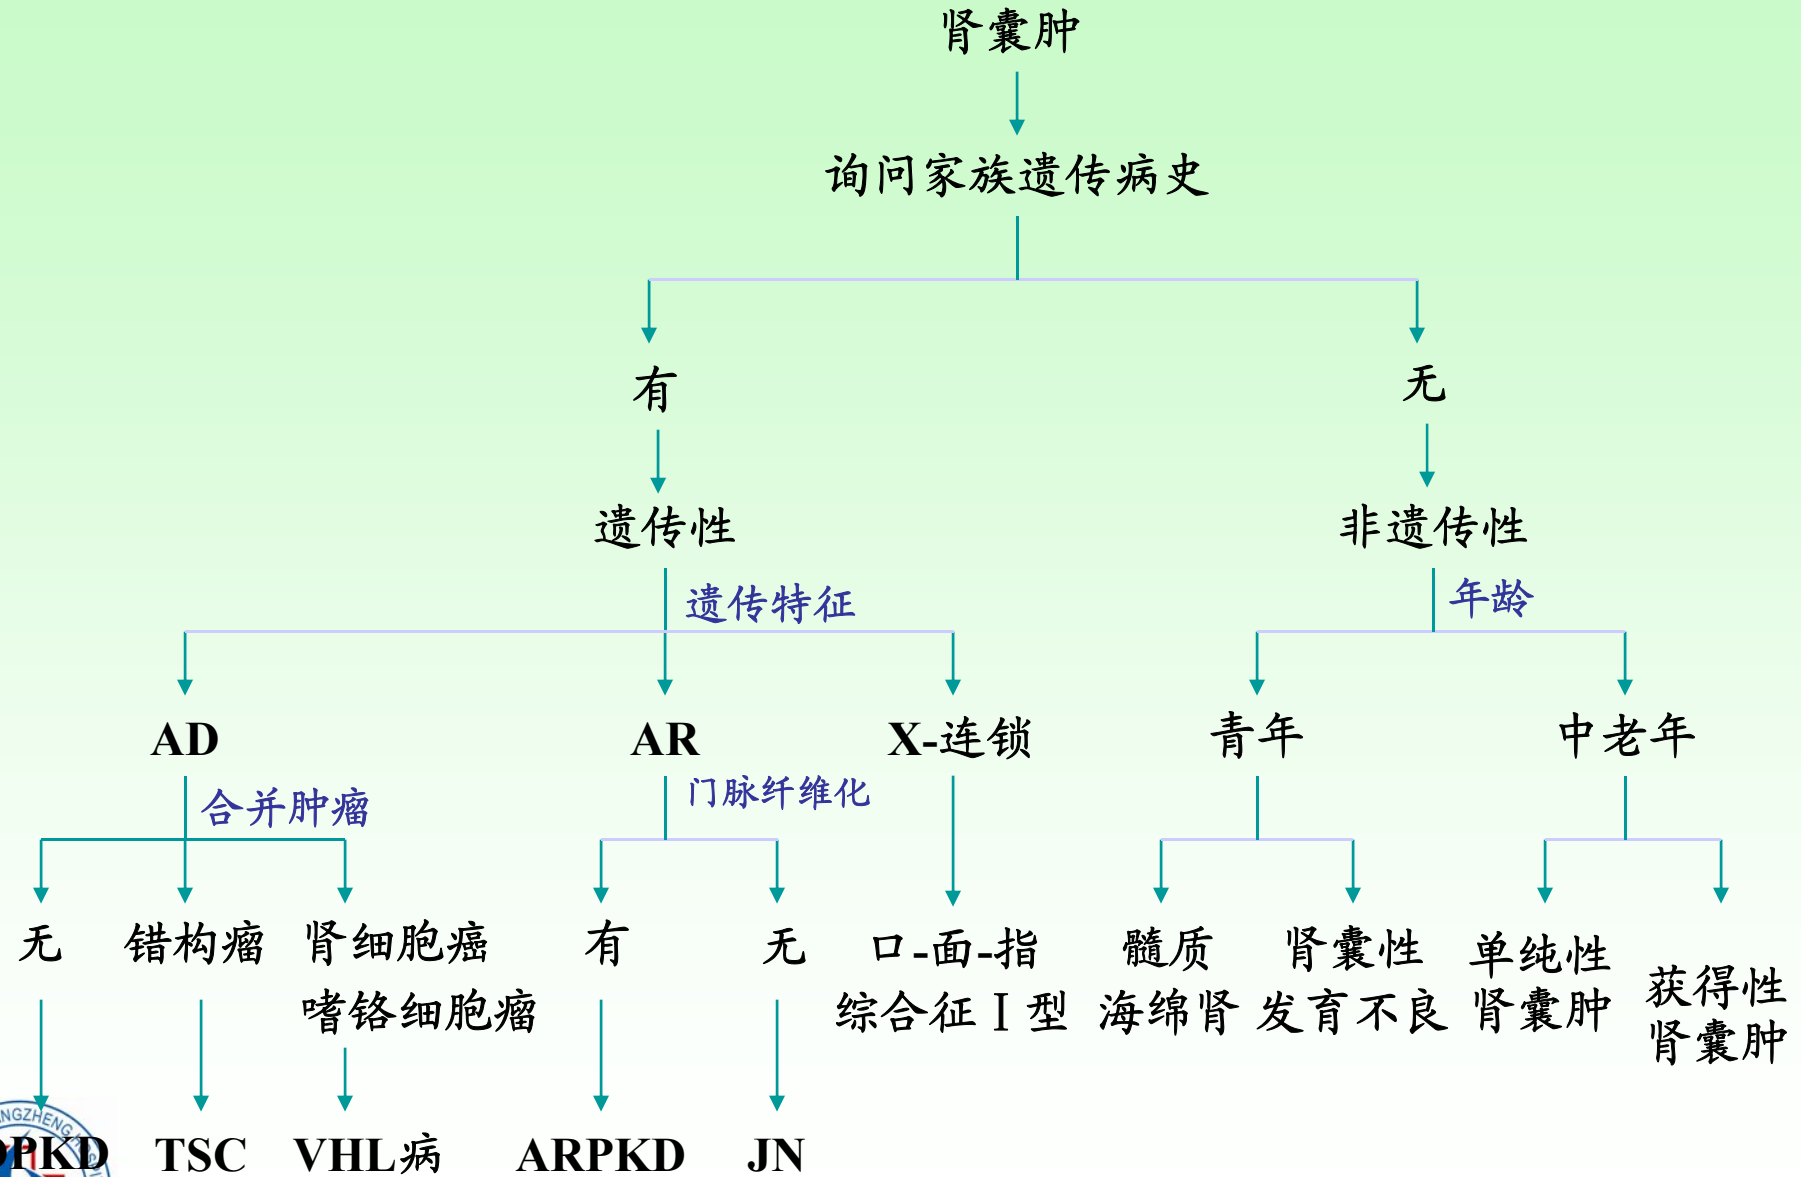 肾囊肿
询问家族遗传病史
有
无
遗传性
非遗传性
遗传特征
年龄
AD
AR
X-连锁
青年
中老年
合并肿瘤
门脉纤维化
无
错构瘤
肾细胞癌
嗜铬细胞瘤
有
无
口-面-指
综合征Ⅰ型
髓质
海绵肾
肾囊性
发育不良
单纯性
肾囊肿
获得性
肾囊肿
DPKD
TSC
VHL病
ARPKD
JN